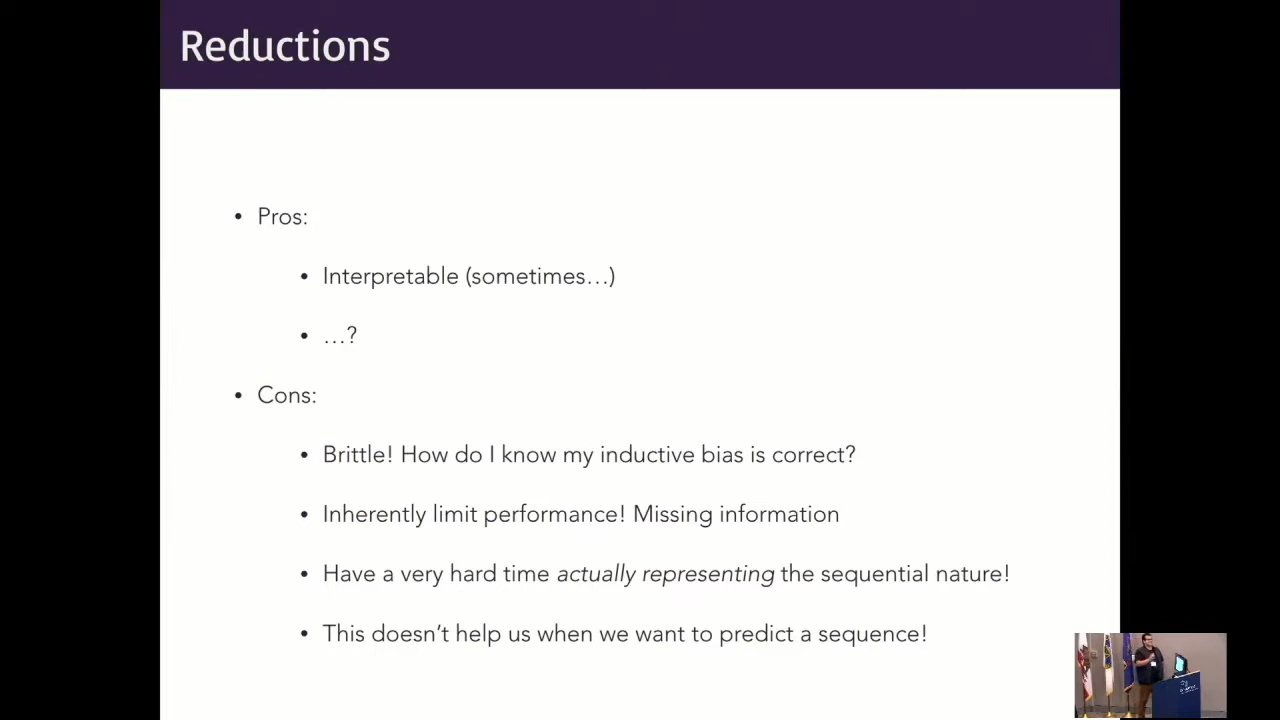 Reductions
• Pros:
• Interpretable (sometimes…)
• …?
• Cons:
• Brittle! How do I know my inductive bias is correct?
• Inherently limit performance! Missing information
• Have a very hard time actually representing the sequential nature!
• This doesn’t help us when we want to predict a sequence!